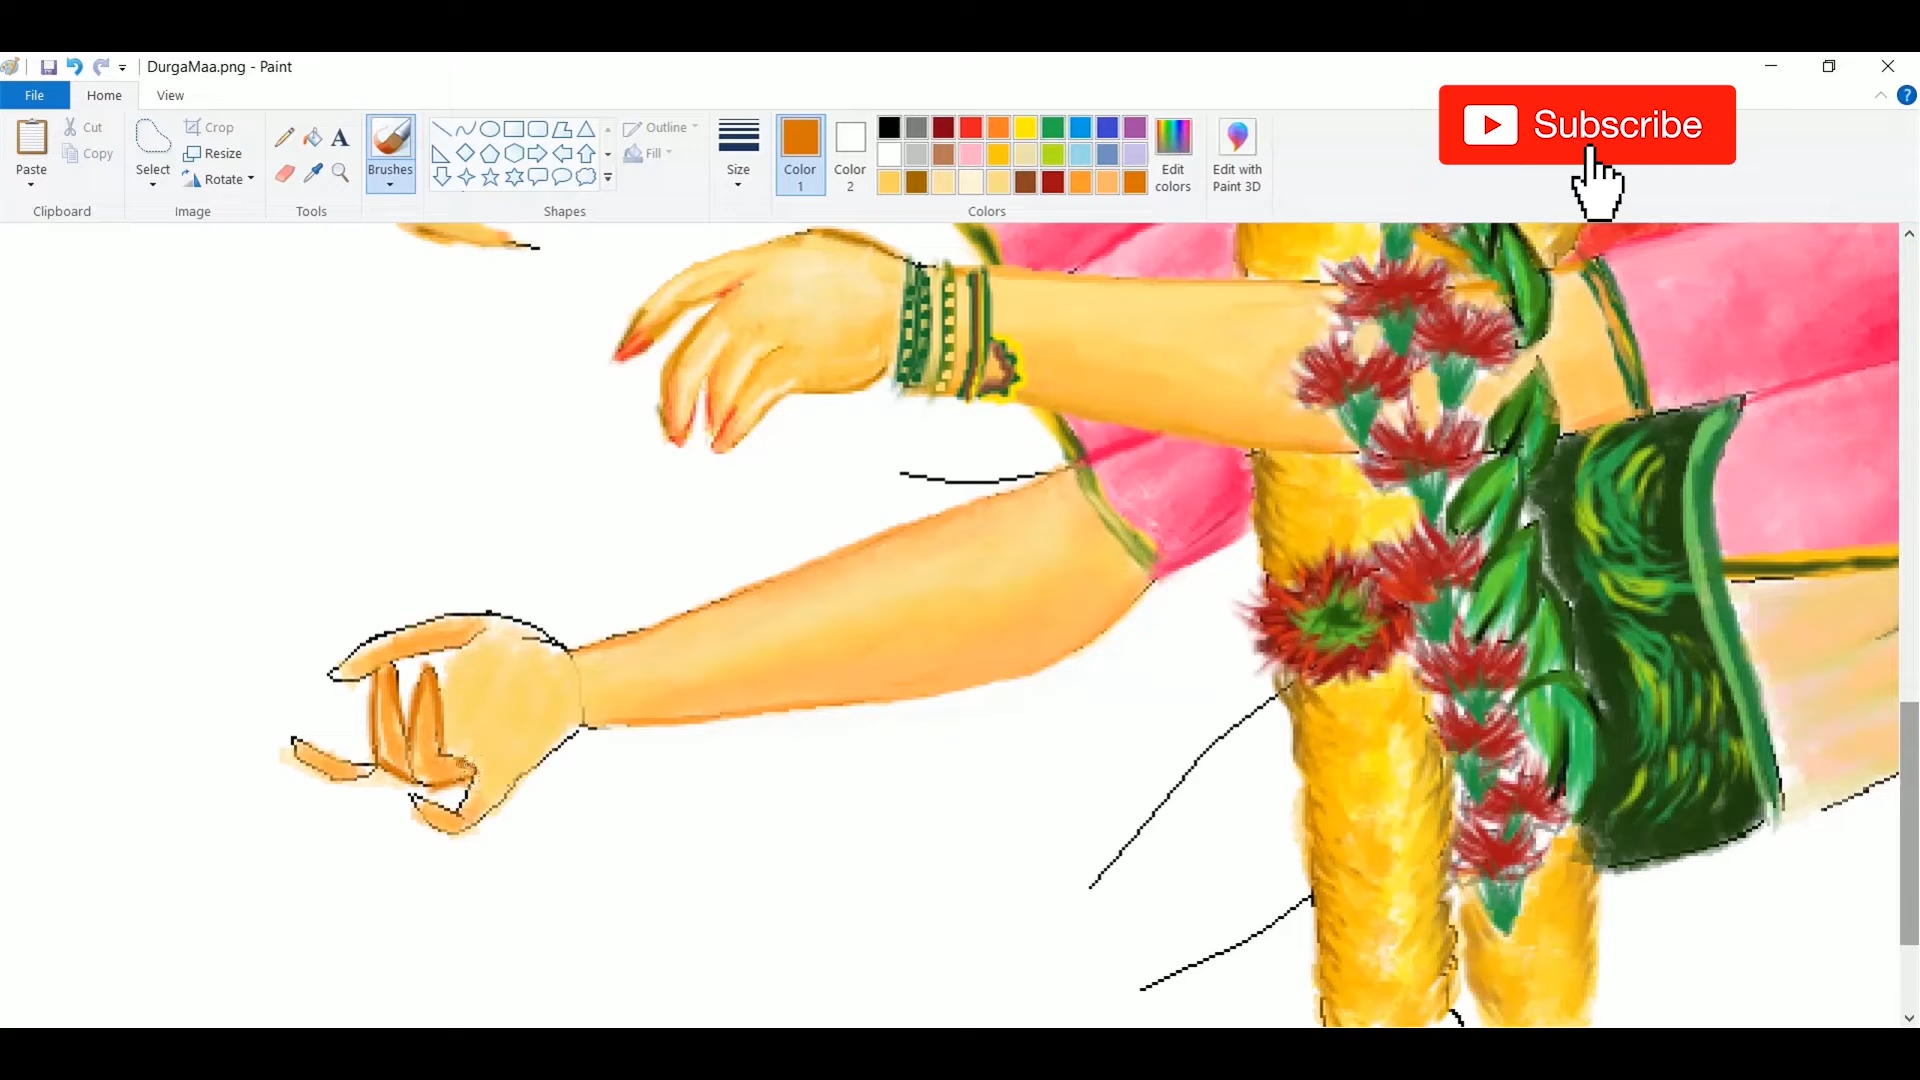 DurgaMaa.png - Paint
File Home View
Subscribe
Paste
Cut
Copy
Clipboard
Select
Crop
Resize
Rotate
Image
A
Tools
Brushes
Shapes
Outline
Fill
Size
Color 1
Color 2
Colors
Edit colors
Edit with Paint 3D
?